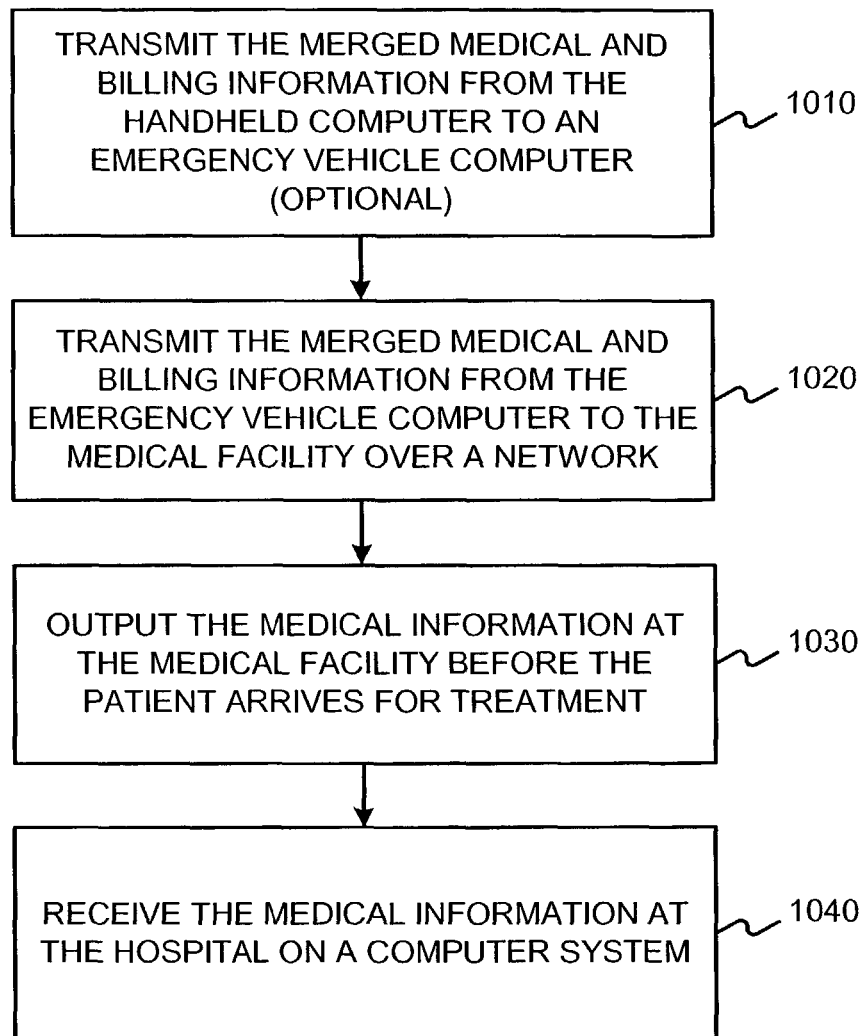 TRANSMIT THE MERGED MEDICAL AND
BILLING INFORMATION FROM THE
HANDHELD COMPUTER TO AN
EMERGENCY VEHICLE COMPUTER
(OPTIONAL)
1010
TRANSMIT THE MERGED MEDICAL AND
BILLING INFORMATION FROM THE
EMERGENCY VEHICLE COMPUTER TO THE
MEDICAL FACILITY OVER A NETWORK
1020
OUTPUT THE MEDICAL INFORMATION AT
THE MEDICAL FACILITY BEFORE THE
PATIENT ARRIVES FOR TREATMENT
1030
RECEIVE THE MEDICAL INFORMATION AT
THE HOSPITAL ON A COMPUTER SYSTEM
1040